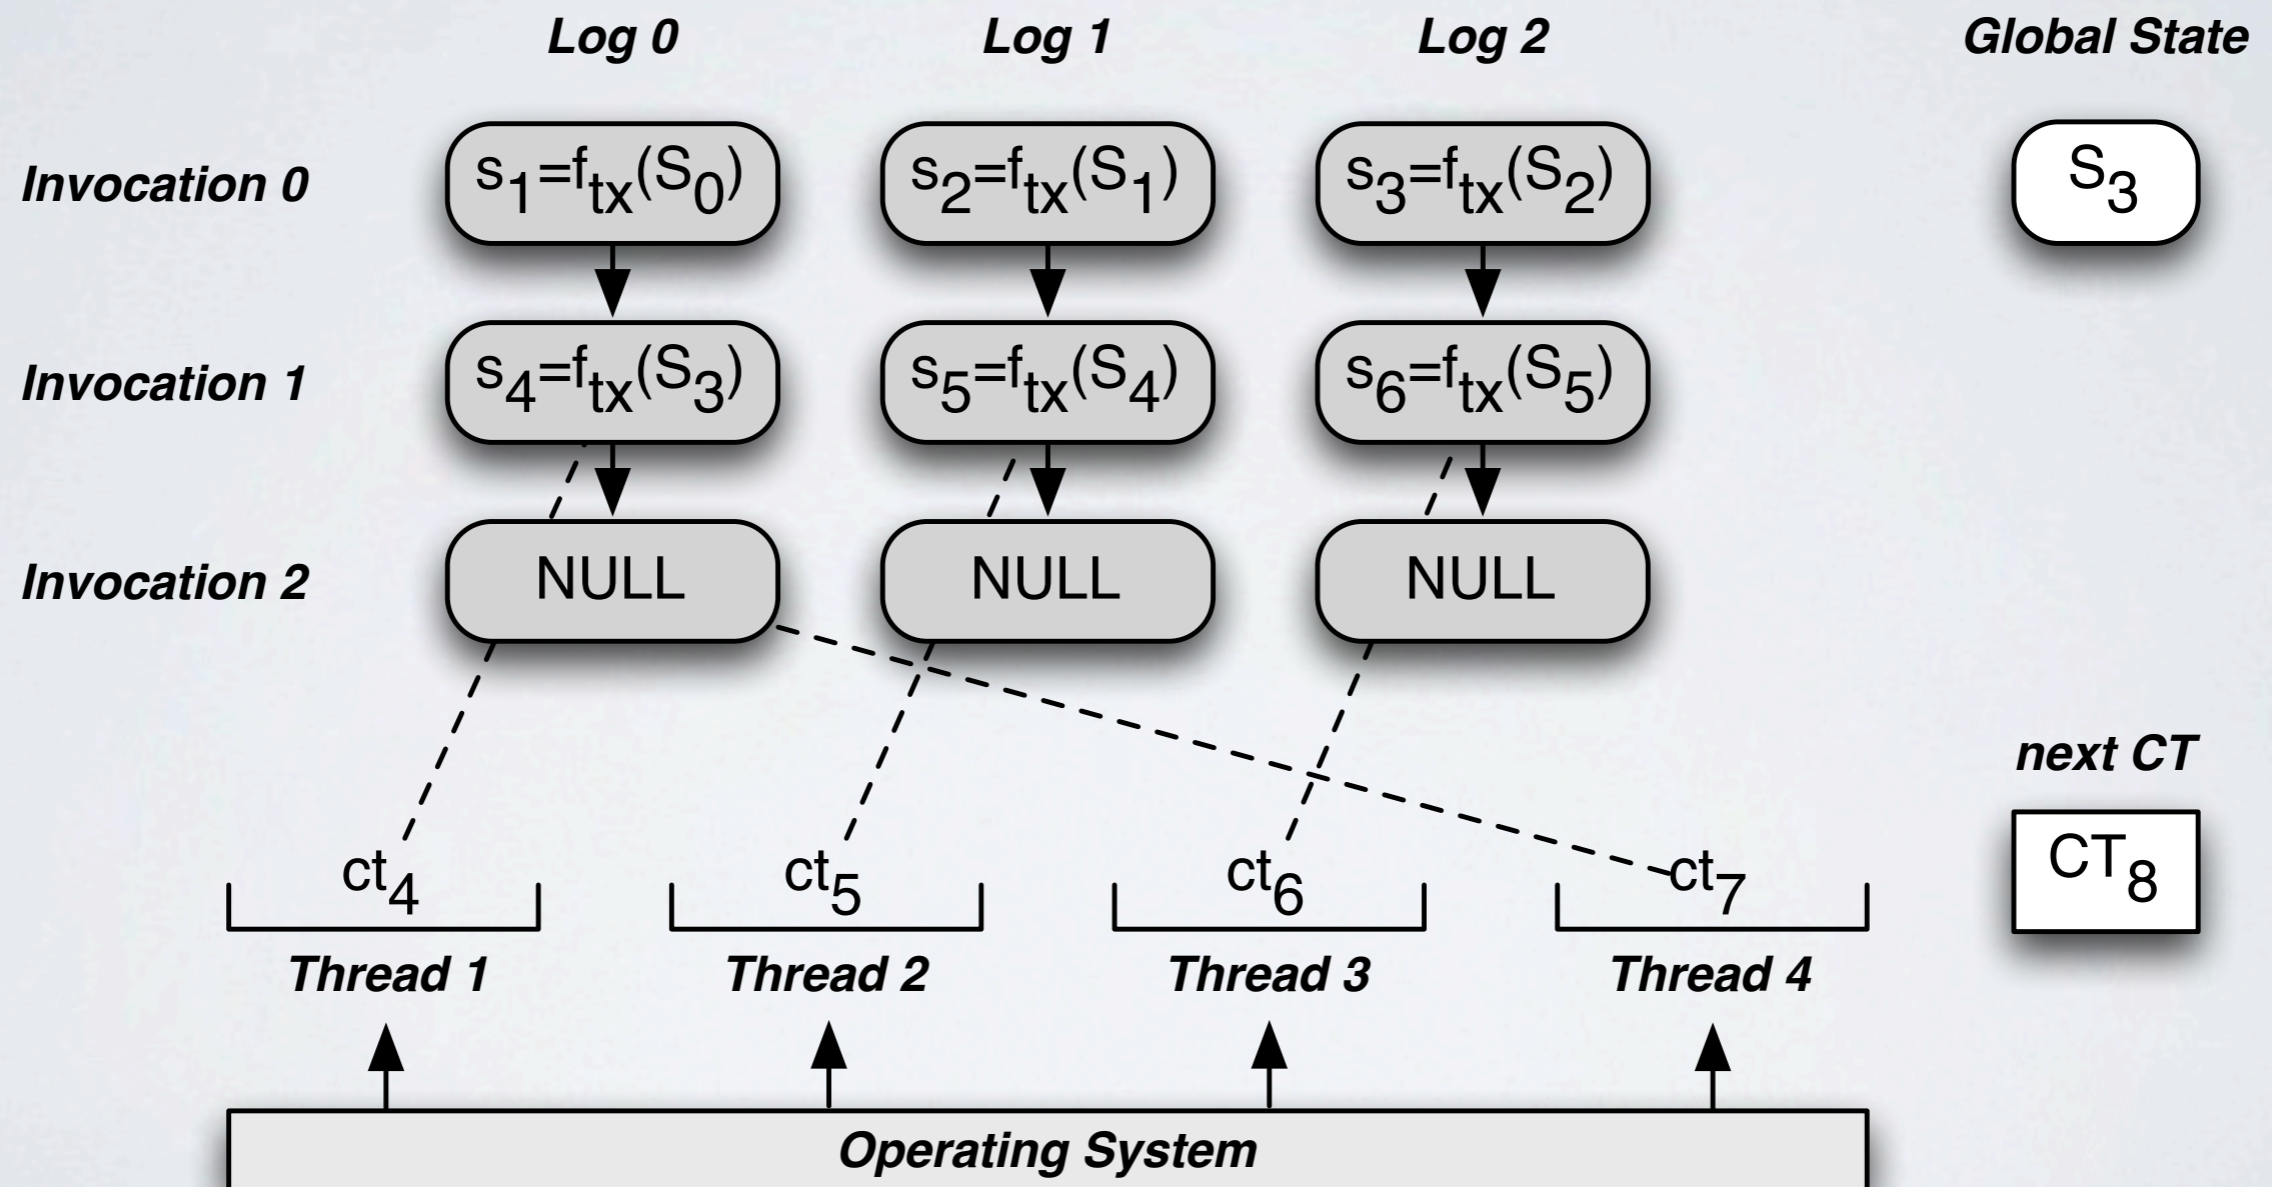 Log 0 Log 1 Log 2 Global State
Invocation 0 s1=ftx(S0) s2=ftx(S1) s3=ftx(S2) S3
Invocation 1 s4=ftx(S3) s5=ftx(S4) s6=ftx(S5)
Invocation 2 NULL NULL NULL
next CT
ct4 ct5 ct6 ct7 CT8
Thread 1 Thread 2 Thread 3 Thread 4
Operating System